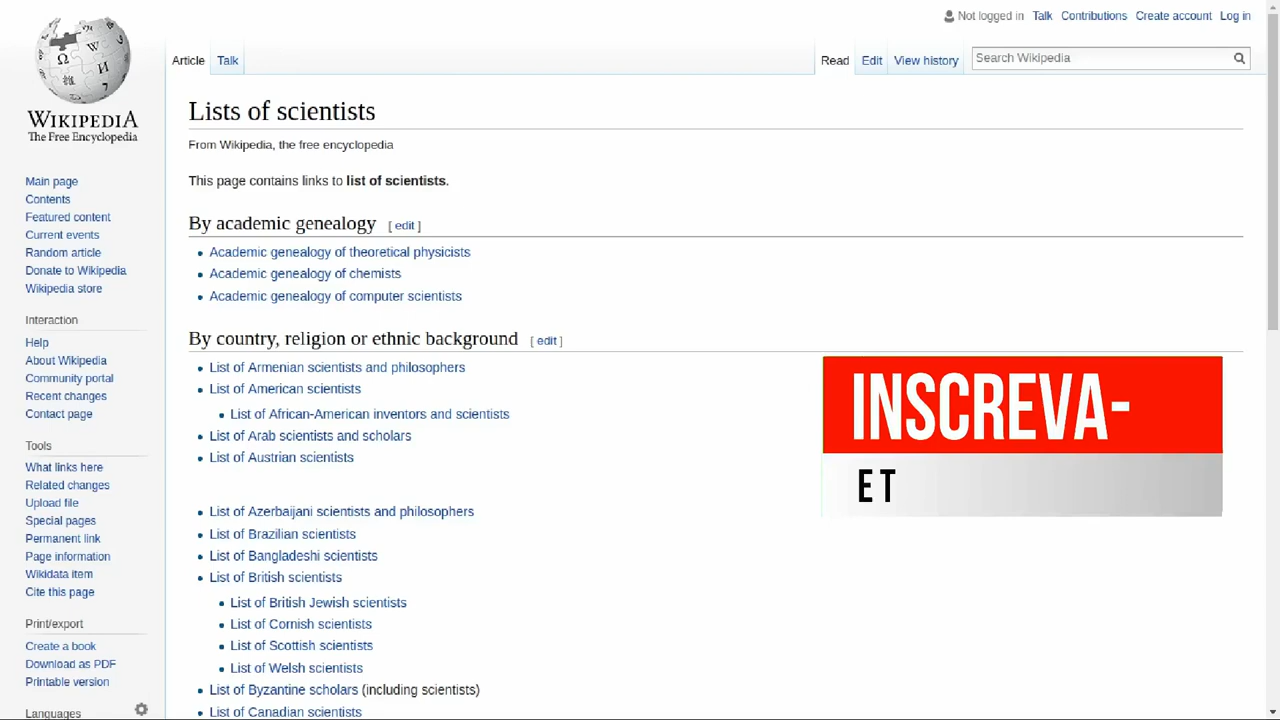 Not logged in Talk Contributions Create account Log in
Article Talk Read Edit View history Search Wikipedia
WIKIPEDIA
The Free Encyclopedia
Main page
Contents
Featured content
Current events
Random article
Donate to Wikipedia
Wikipedia store
Interaction
Help
About Wikipedia
Community portal
Recent changes
Contact page
Tools
What links here
Related changes
Upload file
Special pages
Permanent link
Page information
Wikidata item
Cite this page
Print/export
Create a book
Download as PDF
Printable version
Languages
Lists of scientists
From Wikipedia, the free encyclopedia
This page contains links to list of scientists.
By academic genealogy [ edit ]
Academic genealogy of theoretical physicists
Academic genealogy of chemists
Academic genealogy of computer scientists
By country, religion or ethnic background [ edit ]
List of Armenian scientists and philosophers
List of American scientists
List of African-American inventors and scientists
List of Arab scientists and scholars
List of Austrian scientists
List of Azerbaijani scientists and philosophers
List of Brazilian scientists
List of Bangladeshi scientists
List of British scientists
List of British Jewish scientists
List of Cornish scientists
List of Scottish scientists
List of Welsh scientists
List of Byzantine scholars (including scientists)
List of Canadian scientists
INSCREVA-
E T